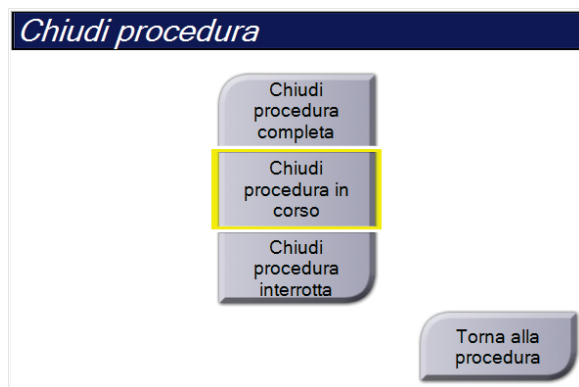 Chiudi procedura
Chiudi
procedura
completa
Chiudi
procedura in
corso
Chiudi
procedura
interrotta
Torna alla
procedura